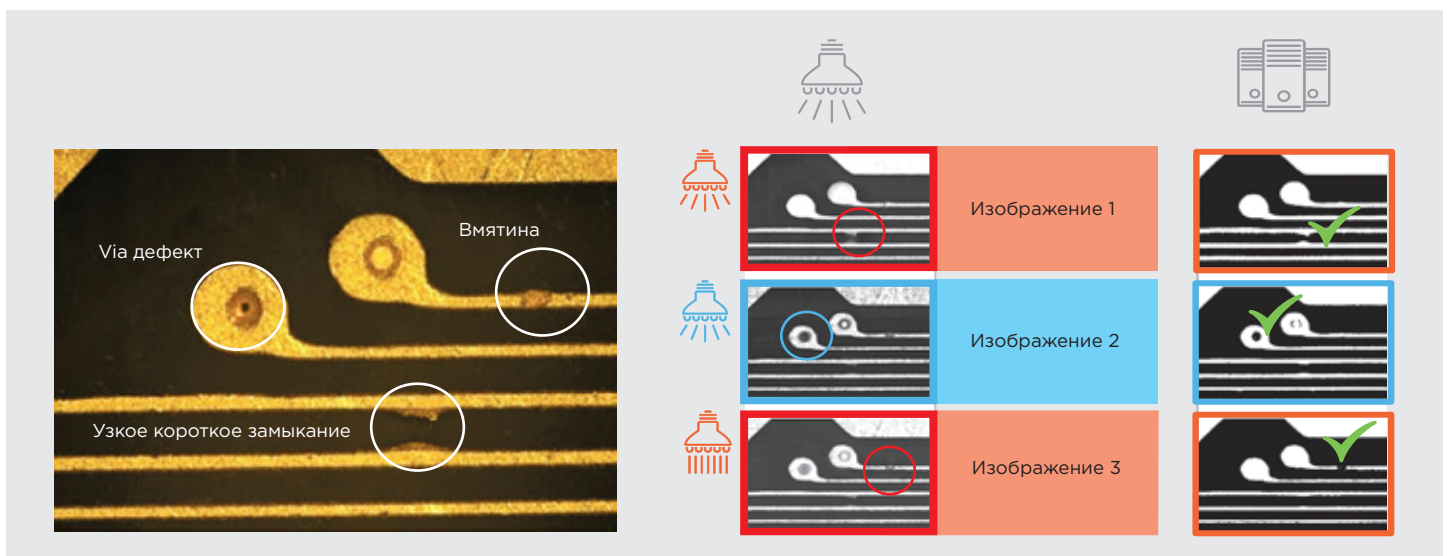 Via дефект
Вмятина
Узкое короткое замыкание
Изображение 1
Изображение 2
Изображение 3